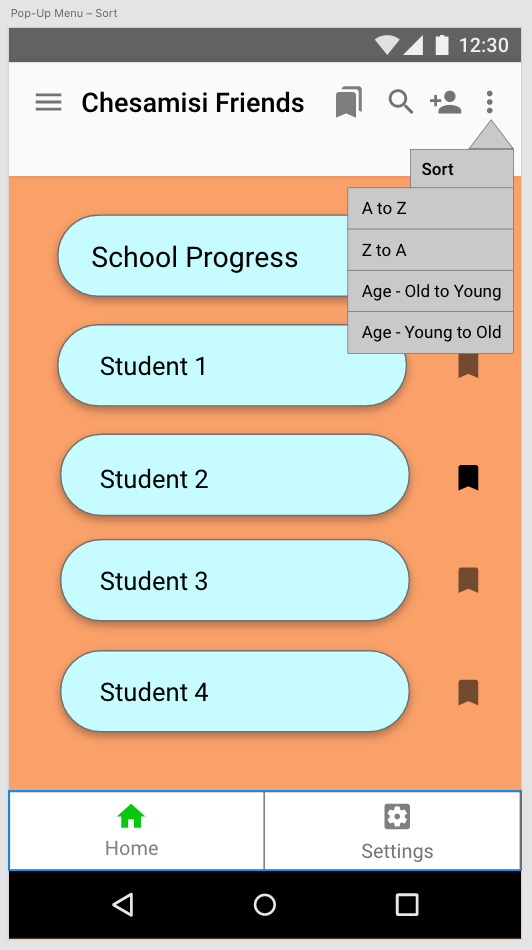 Pop-Up Menu – Sort
12:30
Chesamisi Friends
Sort
A to Z
Z to A
Age - Old to Young
Age - Young to Old
School Progress
Student 1
Student 2
Student 3
Student 4
Home
Settings